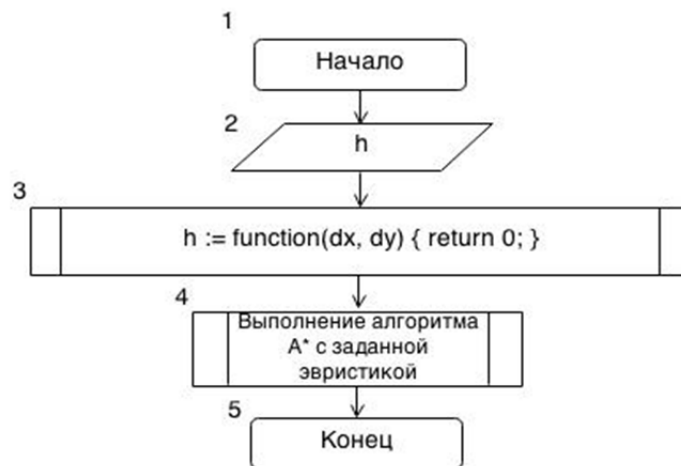 1
Начало
2
h
3
h := function(dx, dy) { return 0; }
4
Выполнение алгоритма
A* с заданной
эвристикой
5
Конец